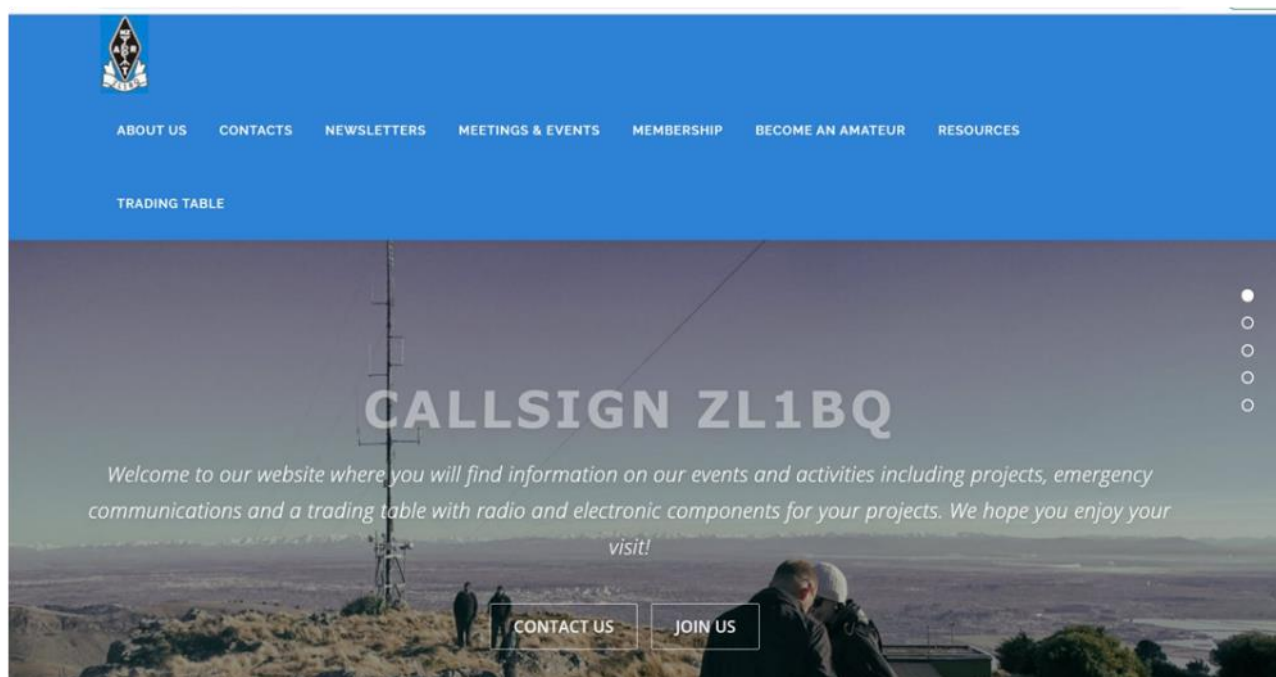 NZ
A R
T
ZL1BQ
ABOUT US CONTACTS NEWSLETTERS MEETINGS & EVENTS MEMBERSHIP BECOME AN AMATEUR RESOURCES
TRADING TABLE
CALLSIGN ZL1BQ
Welcome to our website where you will find information on our events and activities including projects, emergency
communications and a trading table with radio and electronic components for your projects. We hope you enjoy your
visit!
CONTACT US JOIN US